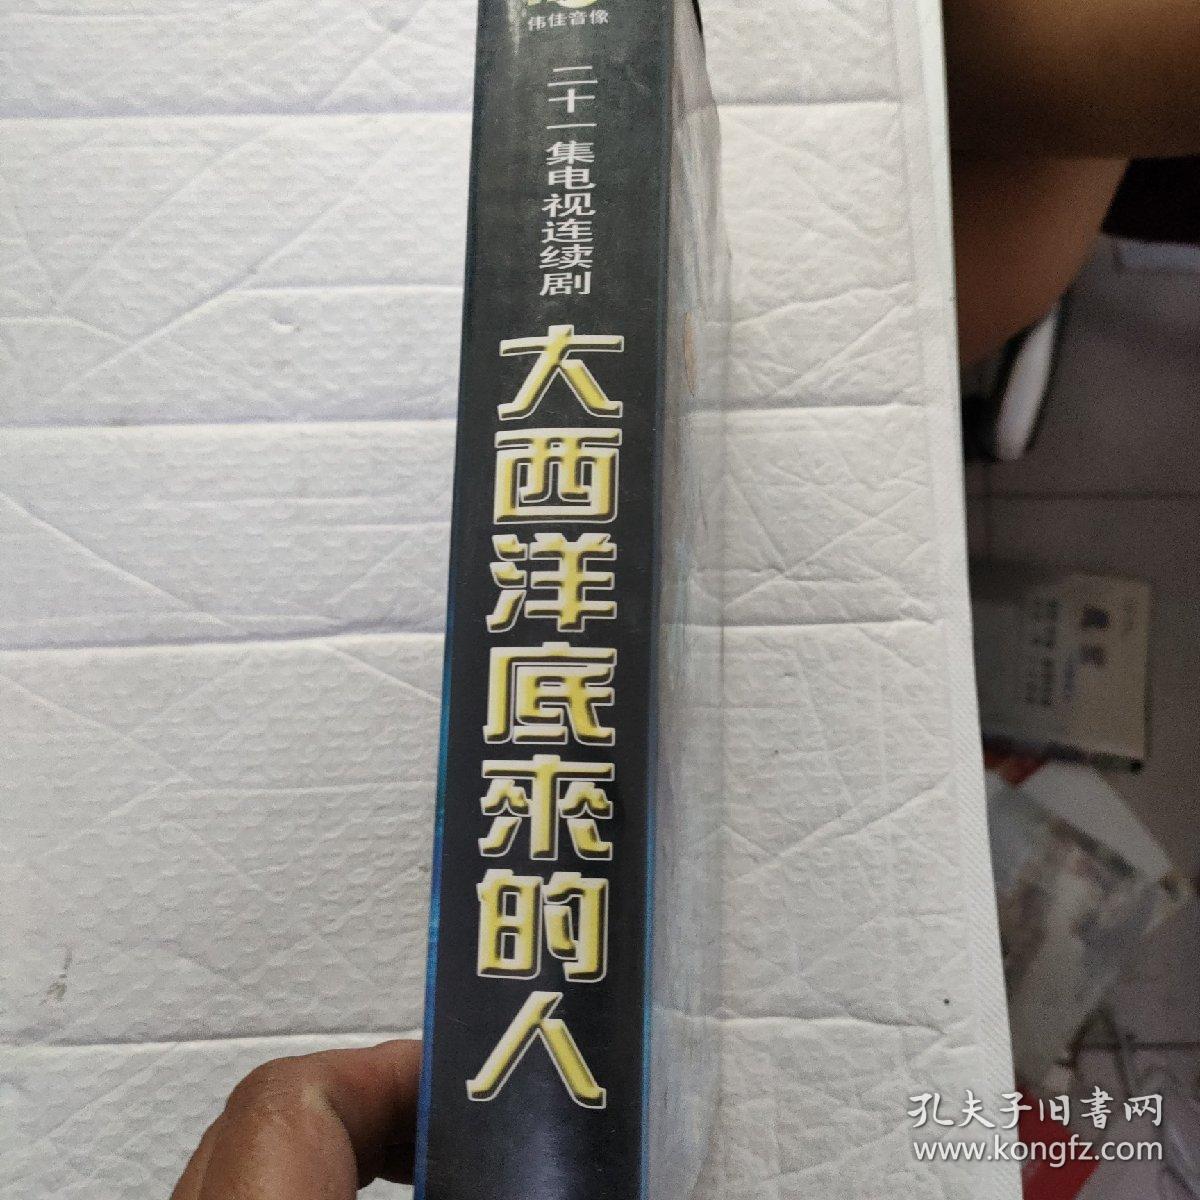 伟佳音像
二十一集电视连续剧
大西洋底來的人
孔夫子旧書网
www.kongfz.com